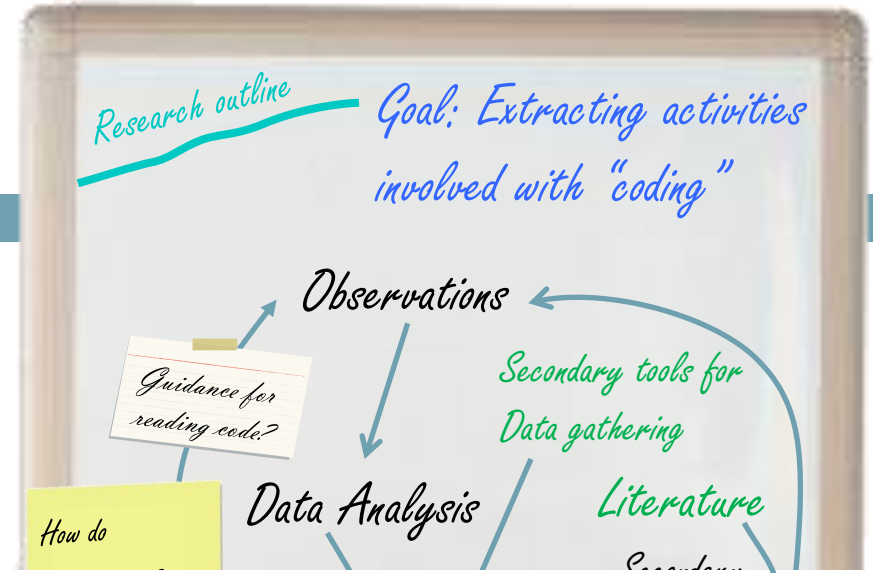 Research outline
Goal: Extracting activities
involved with “coding”
Observations
Guidance for
reading code?
Secondary tools for
Data gathering
Data Analysis
Literature
How do
Secondary